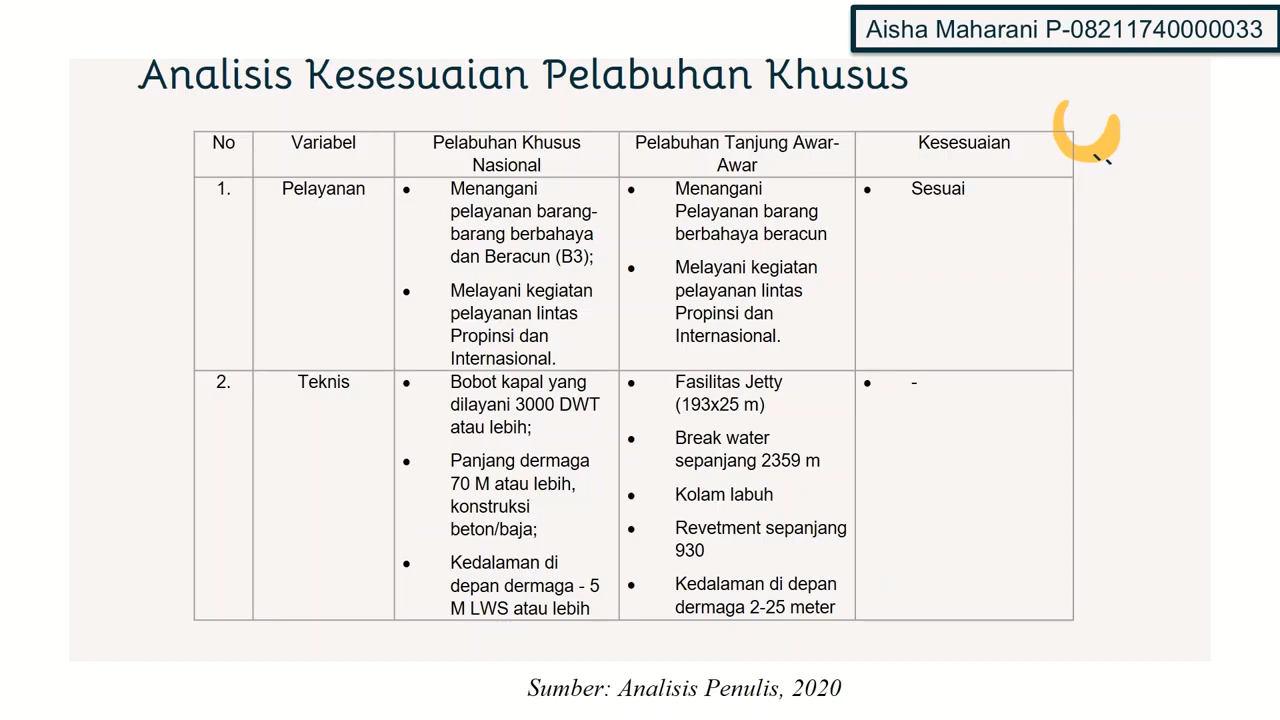 Aisha Maharani P-08211740000033
Analisis Kesesuaian Pelabuhan Khusus
No
Variabel
Pelabuhan Khusus
Nasional
Pelabuhan Tanjung Awar-
Awar
Kesesuaian
1.
Pelayanan
• Menangani
pelayanan barang-
barang berbahaya
dan Beracun (B3);
• Melayani kegiatan
pelayanan lintas
Propinsi dan
Internasional.
• Menangani
Pelayanan barang
berbahaya beracun
• Melayani kegiatan
pelayanan lintas
Propinsi dan
Internasional.
• Sesuai
2.
Teknis
• Bobot kapal yang
dilayani 3000 DWT
atau lebih;
• Panjang dermaga
70 M atau lebih,
konstruksi
beton/baja;
• Kedalaman di
depan dermaga - 5
M LWS atau lebih
• Fasilitas Jetty
(193x25 m)
• Break water
sepanjang 2359 m
• Kolam labuh
• Revetment sepanjang
930
• Kedalaman di depan
dermaga 2-25 meter
• -
Sumber: Analisis Penulis, 2020